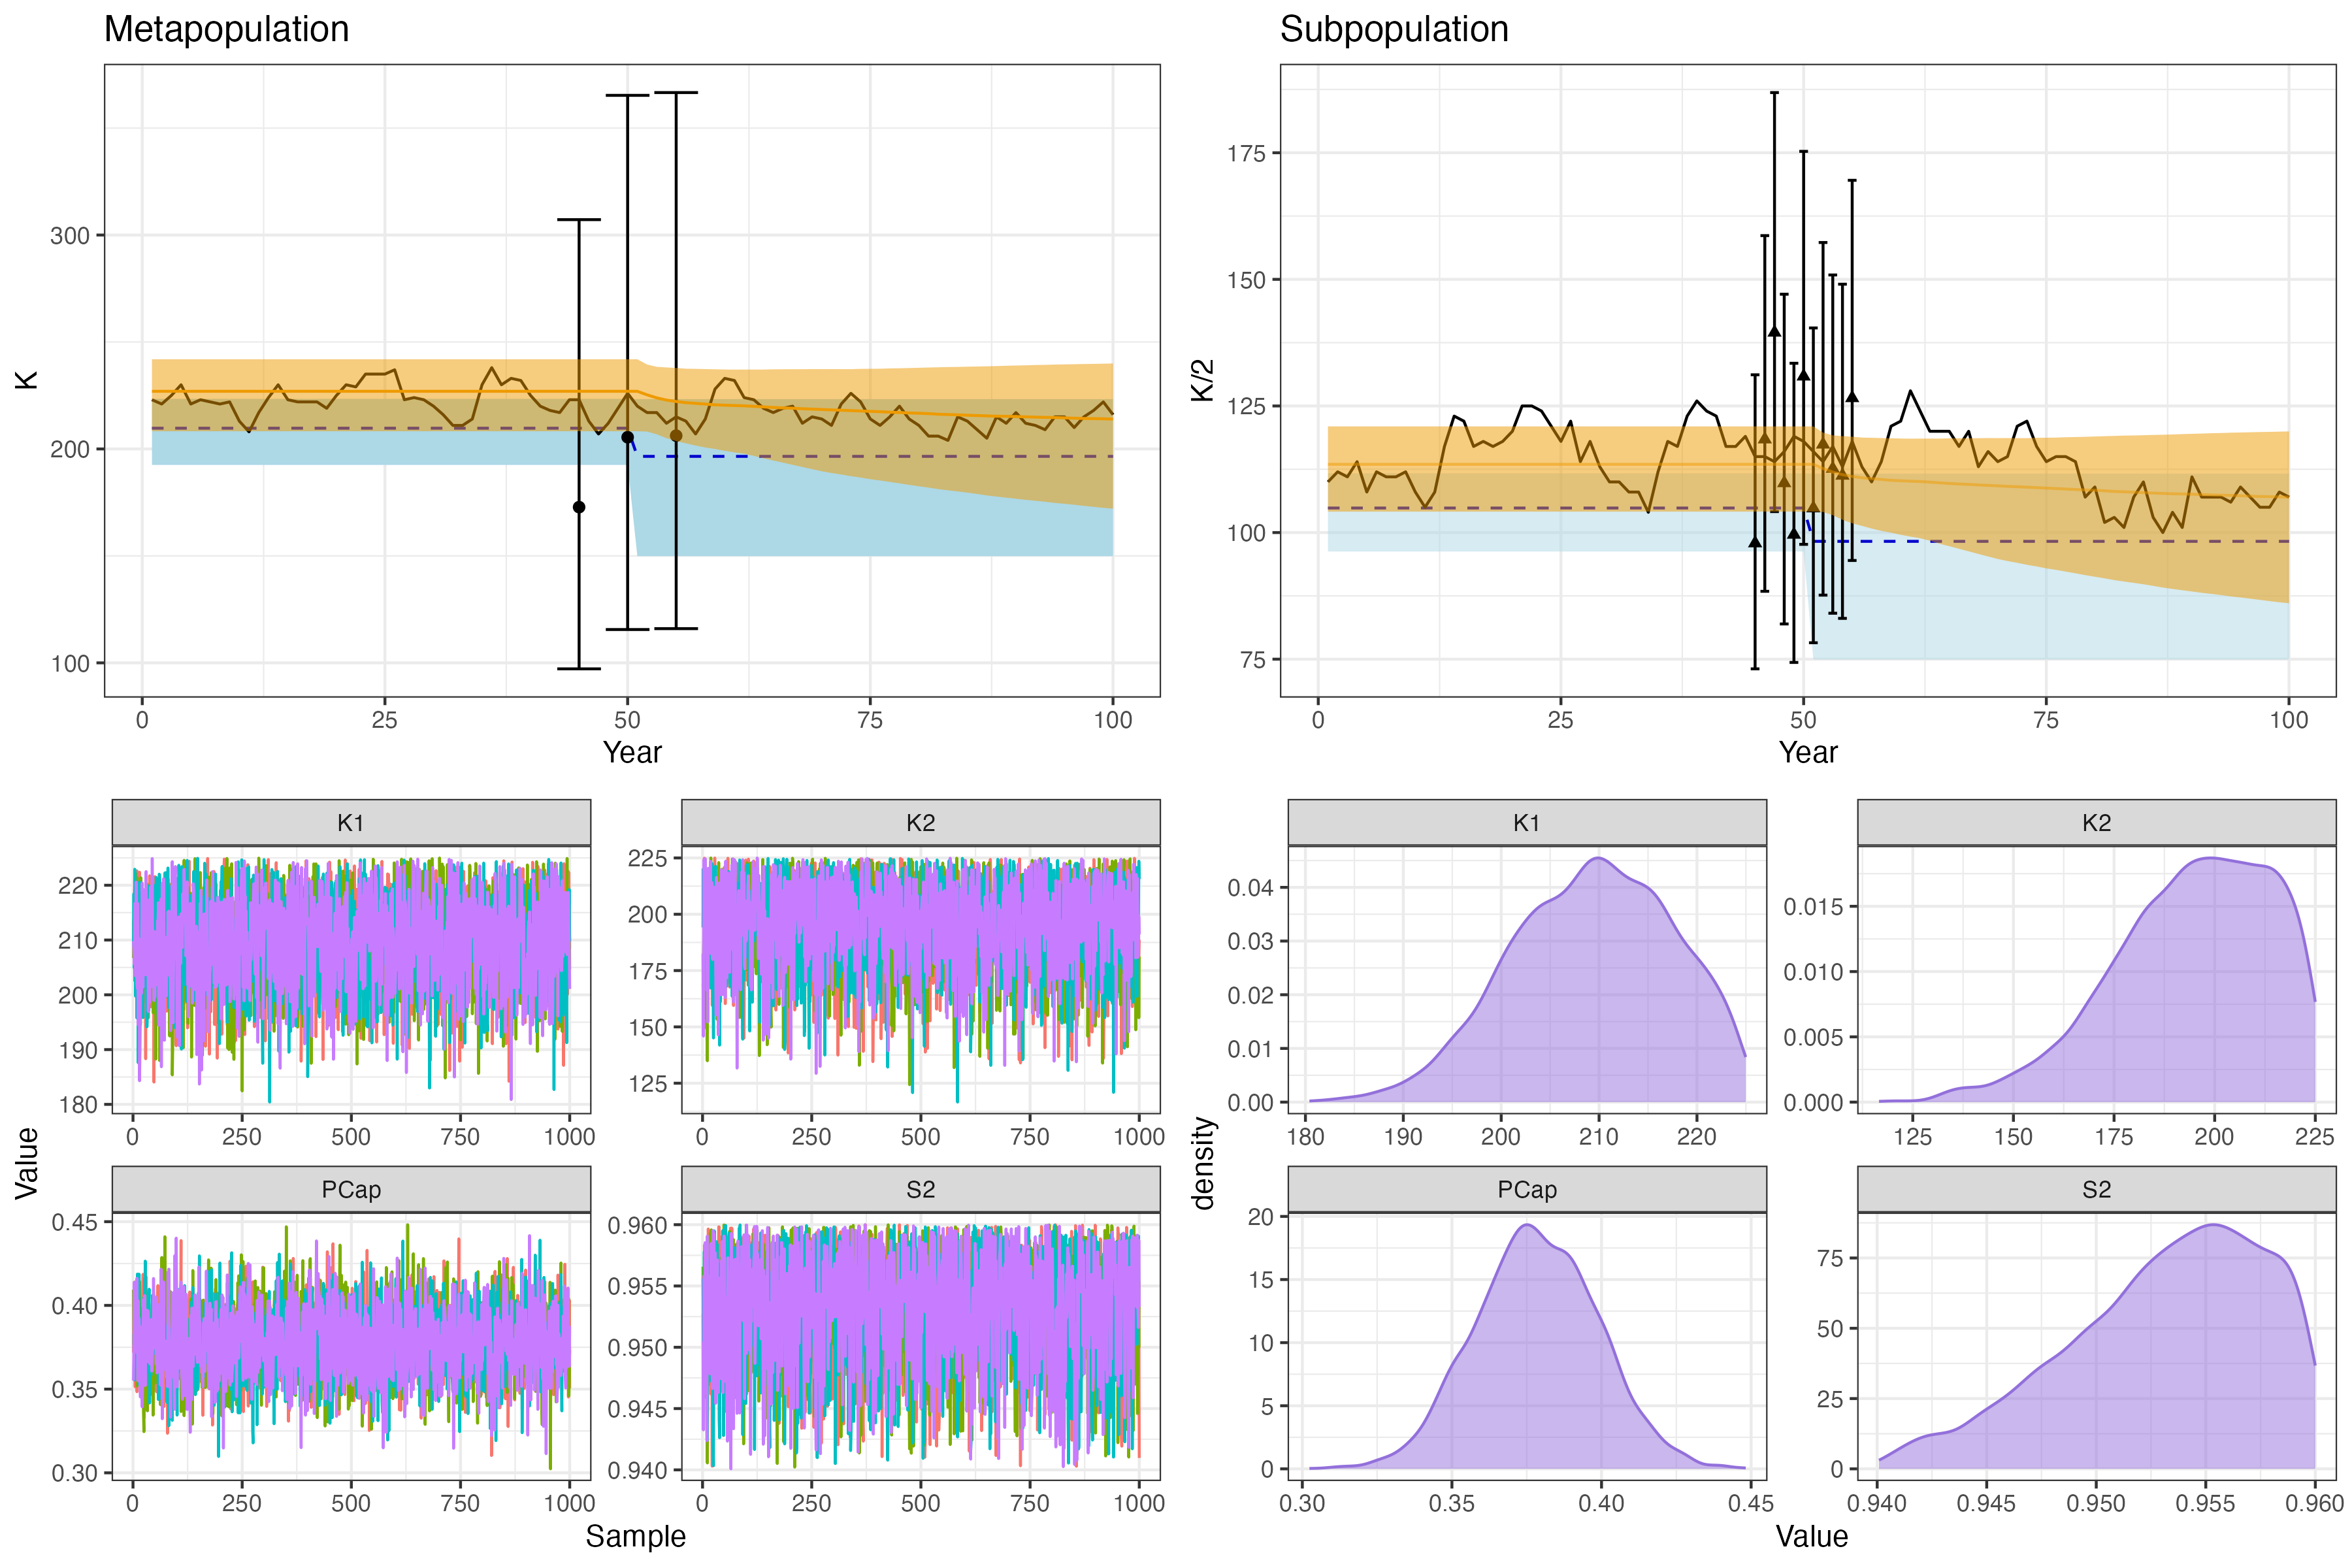 Metapopulation
K
300
200
100
0 25 50 75 100
Year
Subpopulation
K/2
175
150
125
100
75
0 25 50 75 100
Year
Value
K1
220
210
200
190
180
0 250 500 750 1000
K2
225
200
175
150
125
0 250 500 750 1000
PCap
0.45
0.40
0.35
0.30
0 250 500 750 1000
S2
0.960
0.955
0.950
0.945
0.940
0 250 500 750 1000
Sample
density
K1
0.04
0.03
0.02
0.01
0.00
180 190 200 210 220
K2
0.015
0.010
0.005
0.000
125 150 175 200 225
PCap
20
15
10
5
0
0.30 0.35 0.40 0.45
S2
75
50
25
0
0.940 0.945 0.950 0.955 0.960
Value